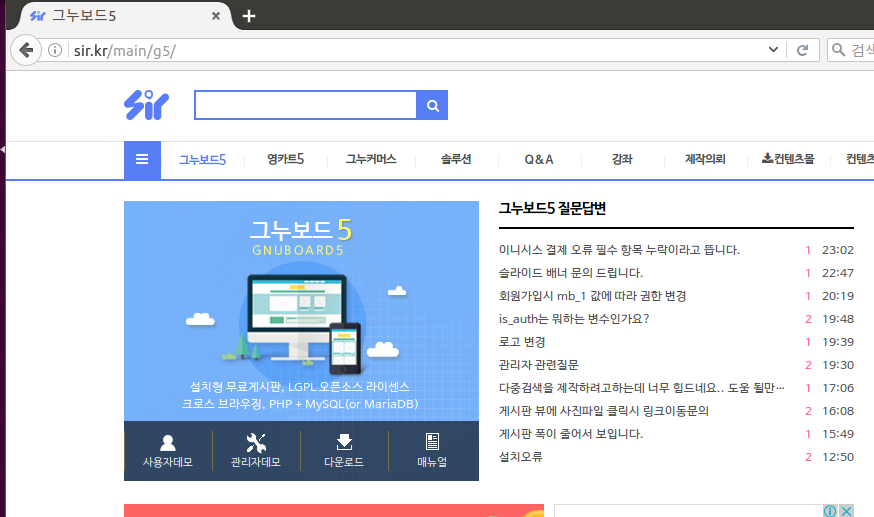 그누보드5
sir.kr/main/g5/
검색
sir
그누보드5 영카트5 그누커머스 솔루션 Q&A 강좌 제작의뢰 컨텐츠몰 컨텐츠
그누보드 5
GNUBOARD5
설치형 무료게시판, LGPL 오픈소스 라이센스
크로스 브라우징, PHP + MySQL(or MariaDB)
사용자데모 관리자데모 다운로드 매뉴얼
그누보드5 질문답변
이니시스 결제 오류 필수 항목 누락이라고 뜹니다. 1 23:02
슬라이드 배너 문의 드립니다. 1 22:47
회원가입시 mb_1 값에 따라 권한 변경 1 20:19
is_auth는 뭐하는 변수인가요? 2 19:48
로고 변경 1 19:39
관리자 관련질문 2 19:30
다중검색을 제작하려고하는데 너무 힘드네요.. 도움 될만… 1 17:06
게시판 뷰에 사진파일 클릭시 링크이동문의 2 16:08
게시판 폭이 줄어서 보입니다. 1 15:49
설치오류 2 12:50